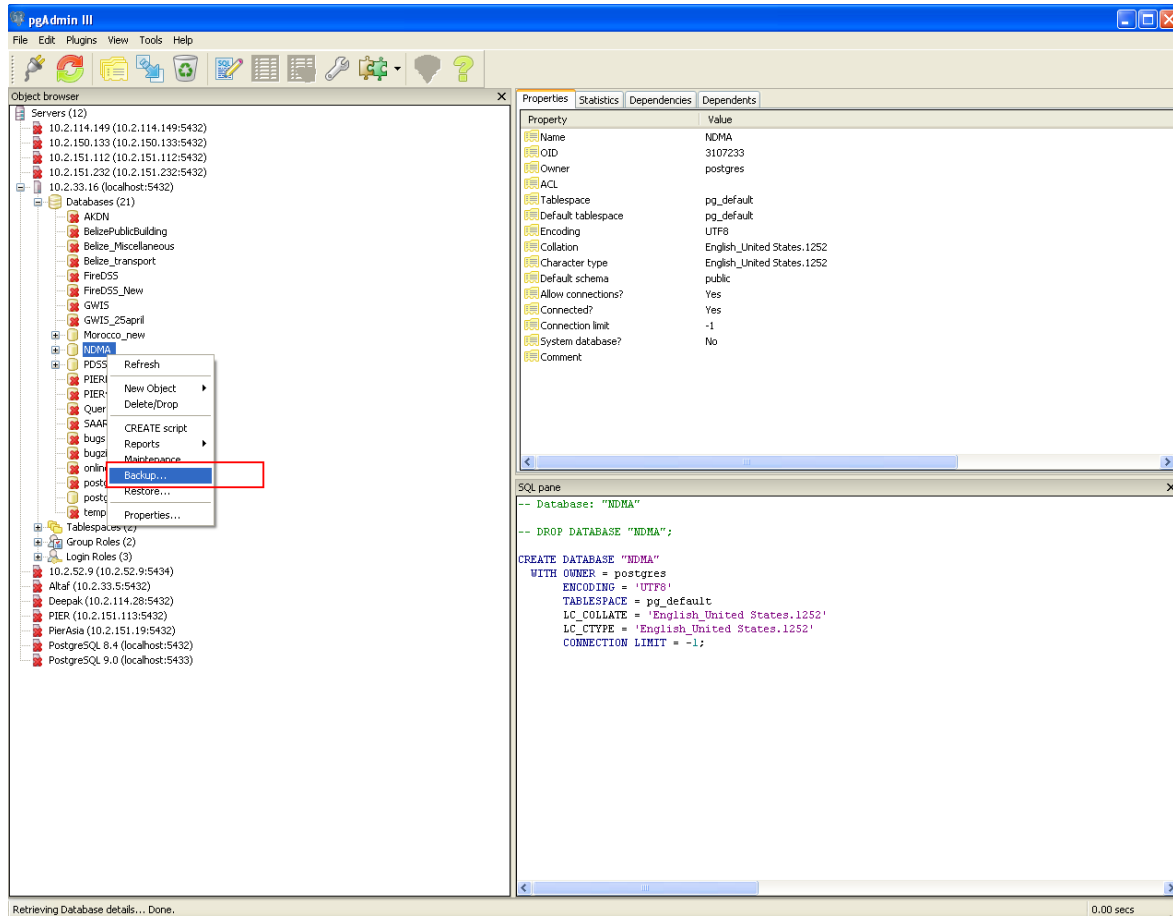 pgAdmin III
File Edit Plugins View Tools Help
SQL
Object browser
Servers (12)
10.2.114.149 (10.2.114.149:5432)
10.2.150.133 (10.2.150.133:5432)
10.2.151.112 (10.2.151.112:5432)
10.2.151.232 (10.2.151.232:5432)
10.2.33.16 (localhost:5432)
Databases (21)
AKDN
BelizePublicBuilding
Belize_Miscellaneous
Belize_transport
FireDSS
FireDSS_New
GWIS
GWIS_25april
Morocco_new
NDMA
PDSS
PIER
Quer
SAAR
bugs
bugzi
onlin
postg
postg
temp
Tablespaces (2)
Group Roles (2)
Login Roles (3)
10.2.52.9 (10.2.52.9:5434)
Altaf (10.2.33.5:5432)
Deepak (10.2.114.28:5432)
PIER (10.2.151.113:5432)
PierAsia (10.2.151.19:5432)
PostgreSQL 8.4 (localhost:5432)
PostgreSQL 9.0 (localhost:5433)
Refresh
New Object
Delete/Drop
CREATE script
Reports
Maintenance
Backup...
Restore...
Properties...
Properties Statistics Dependencies Dependents
Property Value
Name NDMA
OID 3107233
Owner postgres
ACL
Tablespace pg_default
Default tablespace pg_default
Encoding UTF8
Collation English_United States.1252
Character type English_United States.1252
Default schema public
Allow connections? Yes
Connected? Yes
Connection limit -1
System database? No
Comment
SQL pane
-- Database: "NDMA"
-- DROP DATABASE "NDMA";
CREATE DATABASE "NDMA"
WITH OWNER = postgres
ENCODING = 'UTF8'
TABLESPACE = pg_default
LC_COLLATE = 'English_United States.1252'
LC_CTYPE = 'English_United States.1252'
CONNECTION LIMIT = -1;
Retrieving Database details... Done.
0.00 secs